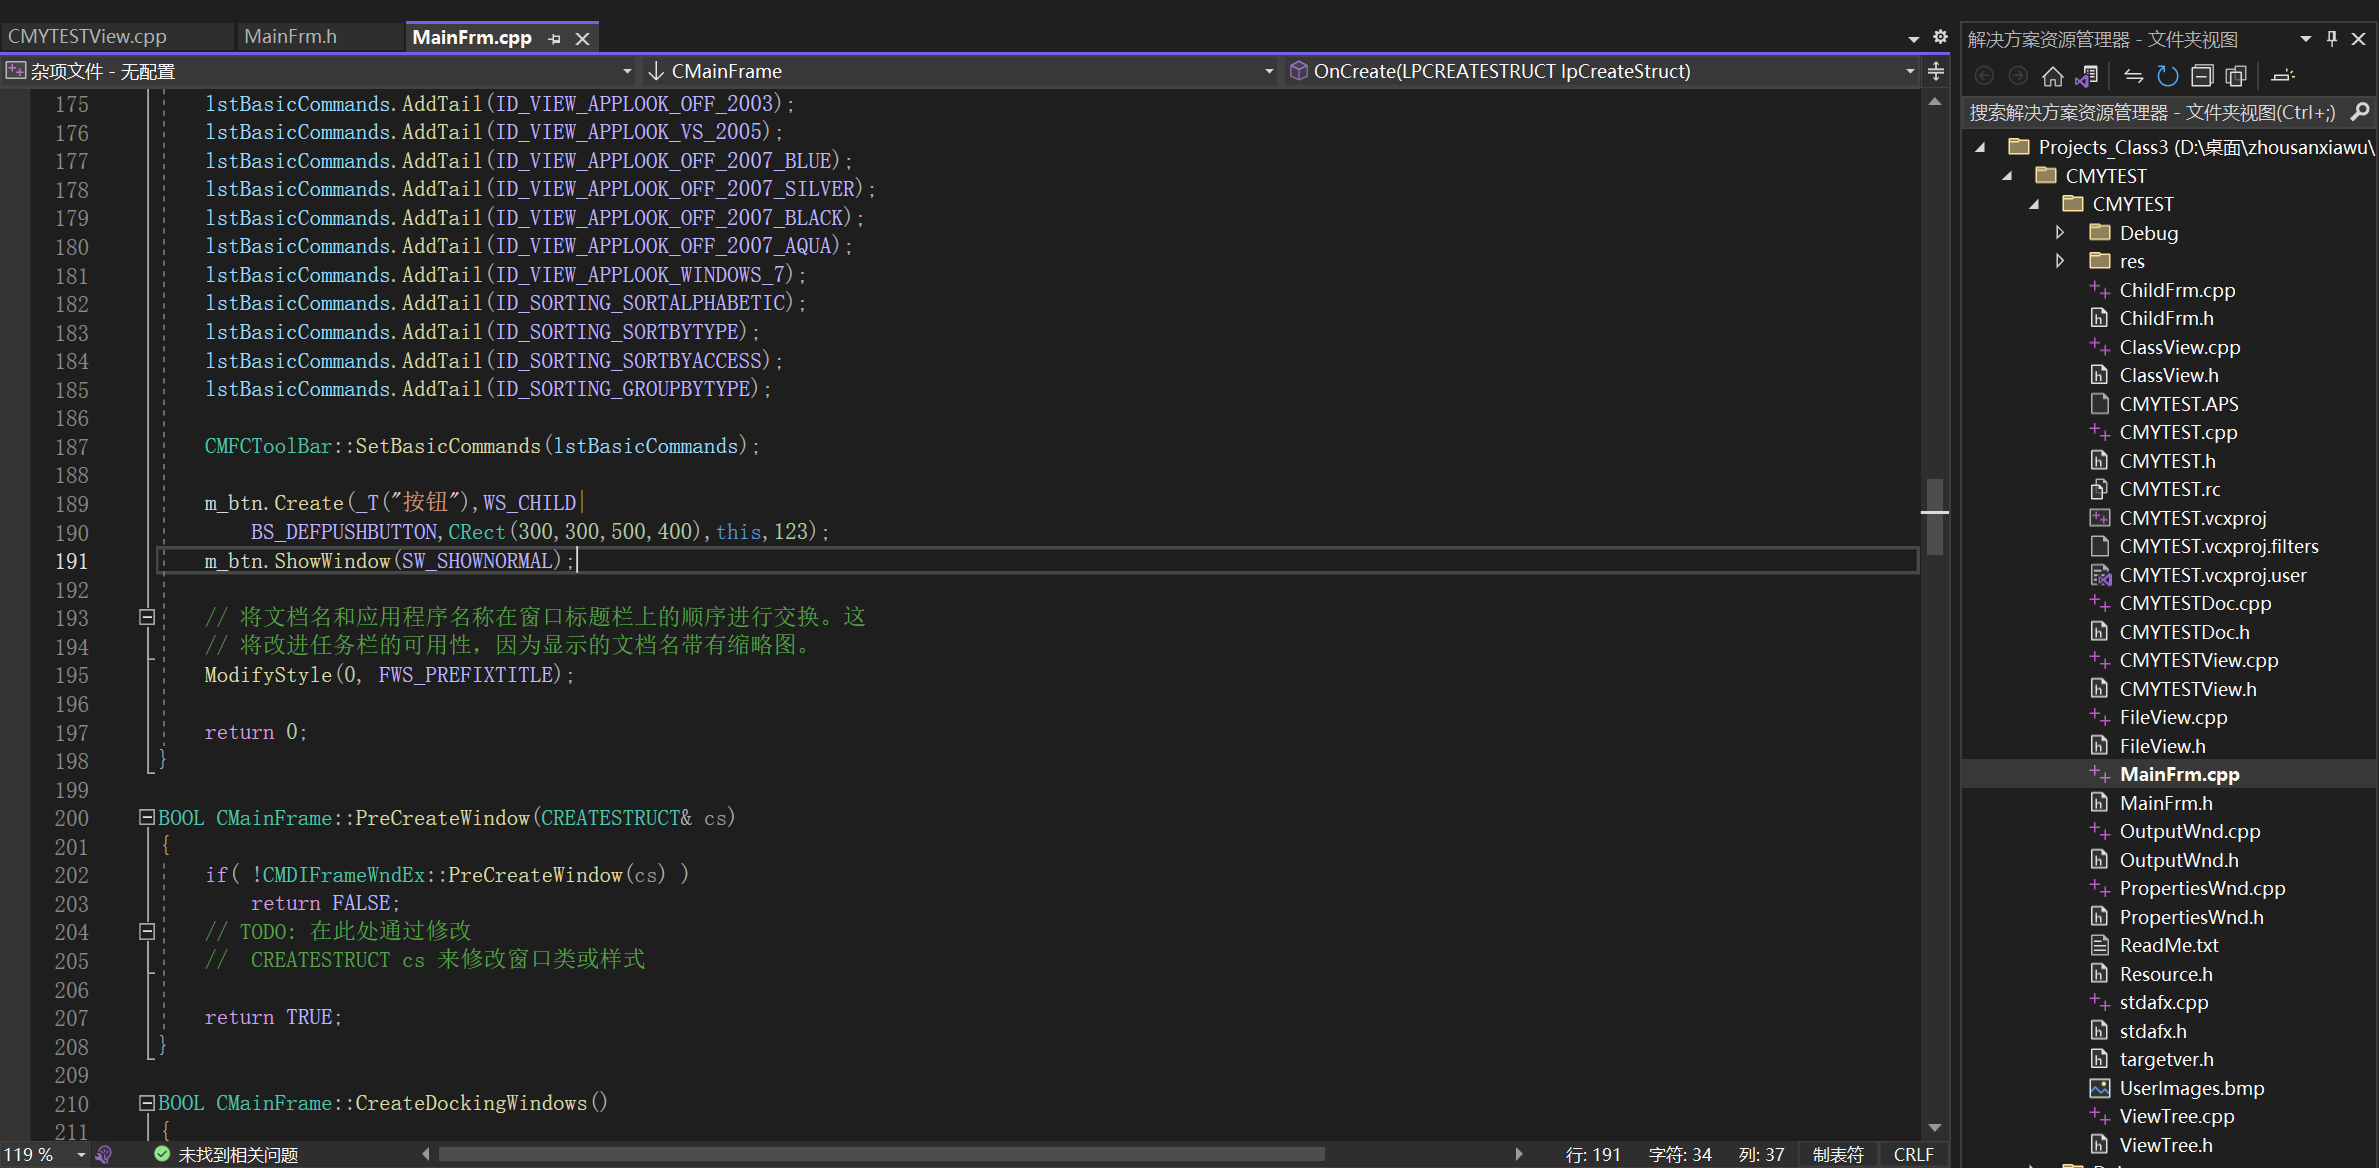 CMYTESTView.cpp MainFrm.h MainFrm.cpp
杂项文件 - 无配置 CMainFrame OnCreate(LPCREATESTRUCT lpCreateStruct)
175 lstBasicCommands.AddTail(ID_VIEW_APPLOOK_OFF_2003);
176 lstBasicCommands.AddTail(ID_VIEW_APPLOOK_VS_2005);
177 lstBasicCommands.AddTail(ID_VIEW_APPLOOK_OFF_2007_BLUE);
178 lstBasicCommands.AddTail(ID_VIEW_APPLOOK_OFF_2007_SILVER);
179 lstBasicCommands.AddTail(ID_VIEW_APPLOOK_OFF_2007_BLACK);
180 lstBasicCommands.AddTail(ID_VIEW_APPLOOK_OFF_2007_AQUA);
181 lstBasicCommands.AddTail(ID_VIEW_APPLOOK_WINDOWS_7);
182 lstBasicCommands.AddTail(ID_SORTING_SORTALPHABETIC);
183 lstBasicCommands.AddTail(ID_SORTING_SORTBYTYPE);
184 lstBasicCommands.AddTail(ID_SORTING_SORTBYACCESS);
185 lstBasicCommands.AddTail(ID_SORTING_GROUPBYTYPE);
186
187 CMFCToolBar::SetBasicCommands(lstBasicCommands);
188
189 m_btn.Create(_T("按钮"),WS_CHILD|
190 BS_DEFPUSHBUTTON,CRect(300,300,500,400),this,123);
191 m_btn.ShowWindow(SW_SHOWNORMAL);
192
193 // 将文档名和应用程序名称在窗口标题栏上的顺序进行交换。这
194 // 将改进任务栏的可用性，因为显示的文档名带有缩略图。
195 ModifyStyle(0, FWS_PREFIXTITLE);
196
197 return 0;
198 }
199
200 BOOL CMainFrame::PreCreateWindow(CREATESTRUCT& cs)
201 {
202 if( !CMDIFrameWndEx::PreCreateWindow(cs) )
203 return FALSE;
204 // TODO: 在此处通过修改
205 // CREATESTRUCT cs 来修改窗口类或样式
206
207 return TRUE;
208 }
209
210 BOOL CMainFrame::CreateDockingWindows()
211 {
119 % 未找到相关问题 行: 191 字符: 34 列: 37 制表符 CRLF
解决方案资源管理器 - 文件夹视图
搜索解决方案资源管理器 - 文件夹视图(Ctrl+;)
Projects_Class3 (D:\桌面\zhousanxiawu\
CMYTEST
CMYTEST
Debug
res
ChildFrm.cpp
ChildFrm.h
ClassView.cpp
ClassView.h
CMYTEST.APS
CMYTEST.cpp
CMYTEST.h
CMYTEST.rc
CMYTEST.vcxproj
CMYTEST.vcxproj.filters
CMYTEST.vcxproj.user
CMYTESTDoc.cpp
CMYTESTDoc.h
CMYTESTView.cpp
CMYTESTView.h
FileView.cpp
FileView.h
MainFrm.cpp
MainFrm.h
OutputWnd.cpp
OutputWnd.h
PropertiesWnd.cpp
PropertiesWnd.h
ReadMe.txt
Resource.h
stdafx.cpp
stdafx.h
targetver.h
UserImages.bmp
ViewTree.cpp
ViewTree.h